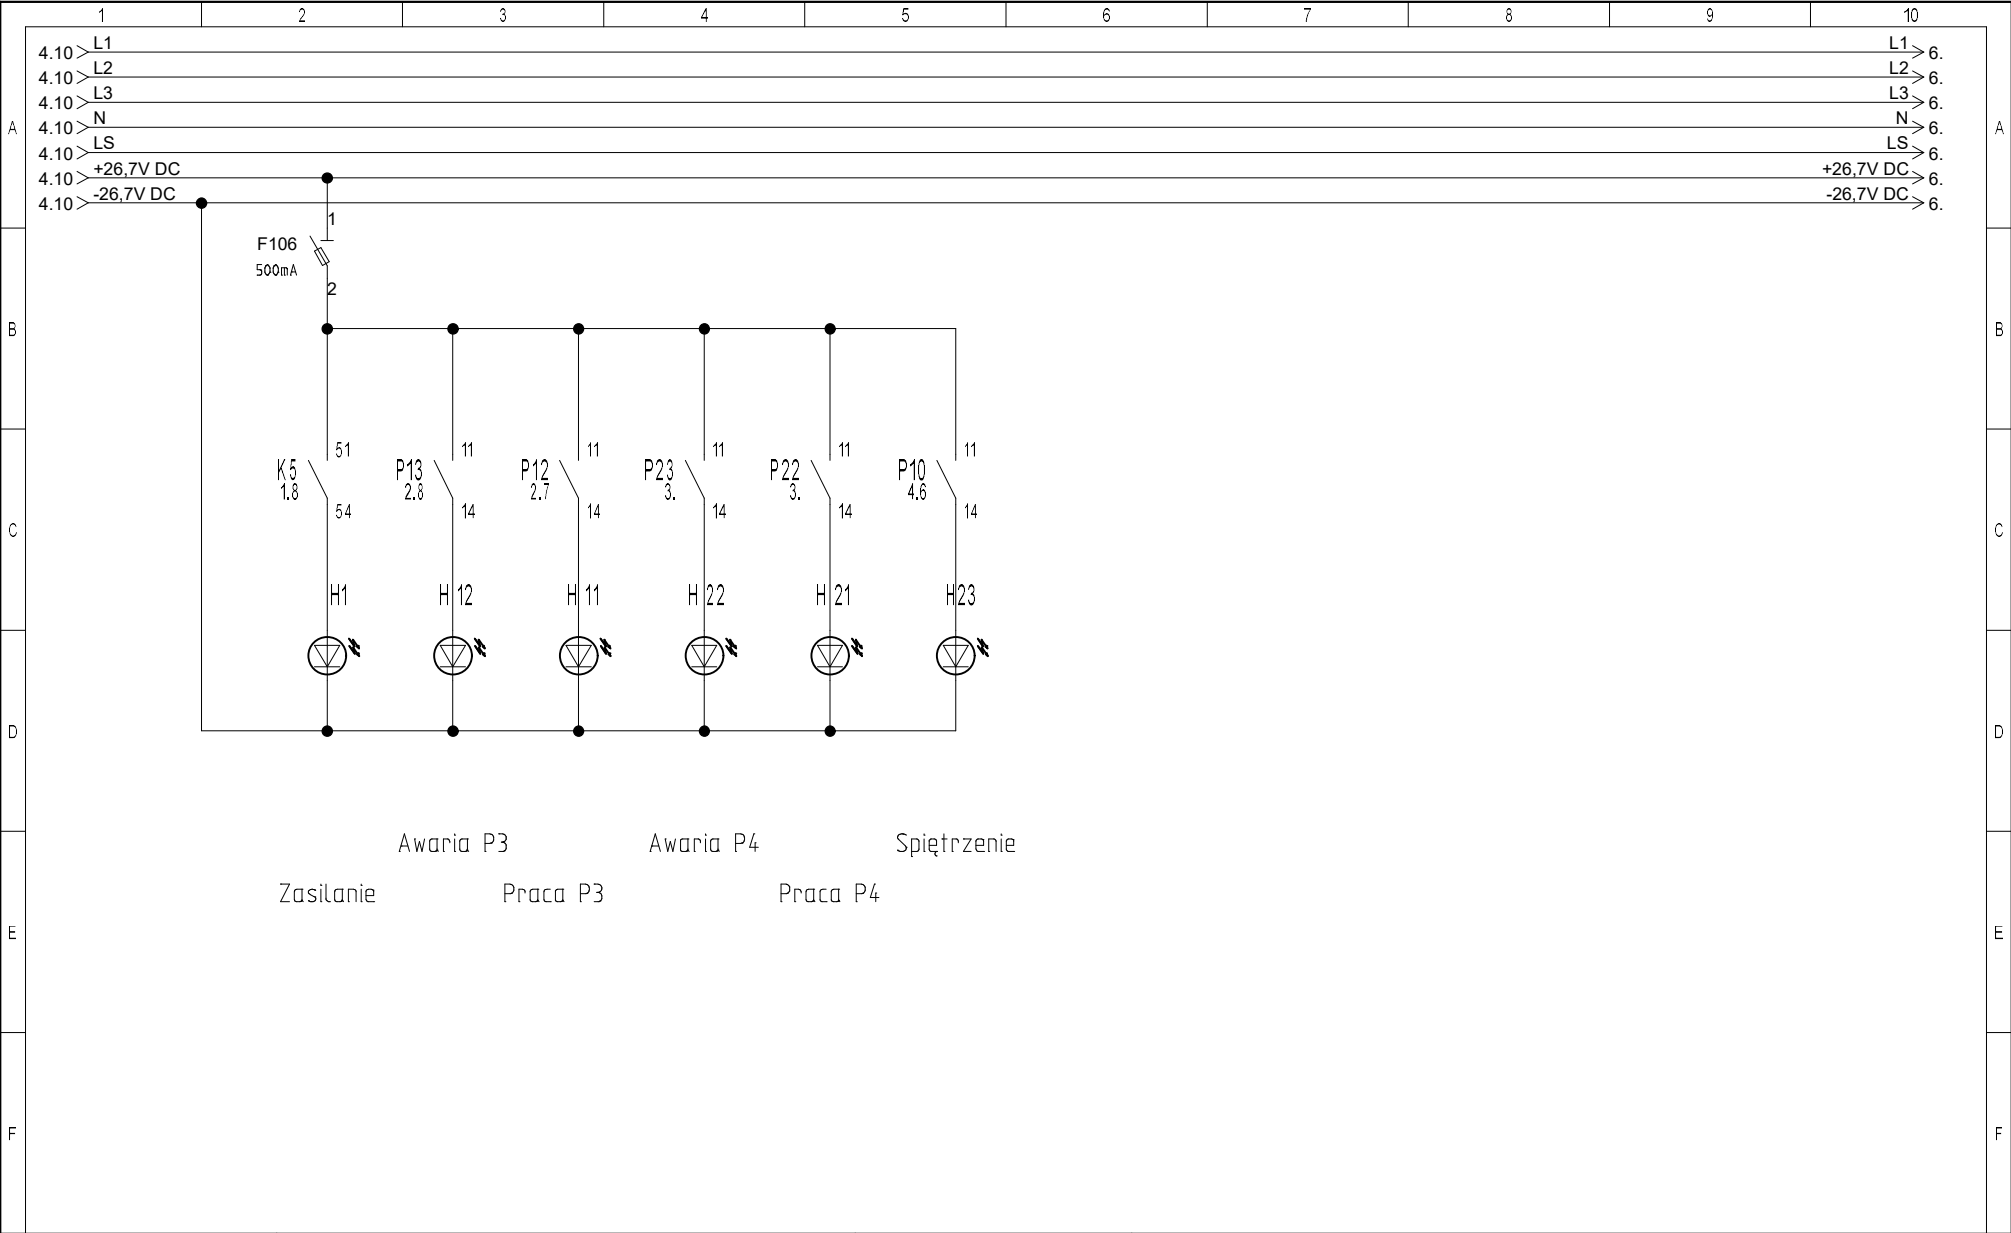 1 2 3 4 5 6 7 8 9 10
4.10 L1 L1 6.
4.10 L2 L2 6.
4.10 L3 L3 6.
A 4.10 N N 6. A
4.10 LS LS 6.
4.10 +26,7V DC +26,7V DC 6.
4.10 -26,7V DC -26,7V DC 6.
1
F106
500mA
2
B B
51 11 11 11 11 11
K5 P13 P12 P23 P22 P10
1.8 2.8 2.7 3. 3. 4.6
54 14 14 14 14 14
C C
H1 H12 H11 H22 H21 H23
D D
Awaria P3 Awaria P4 Spiętrzenie
Zasilanie Praca P3 Praca P4
E E
F F